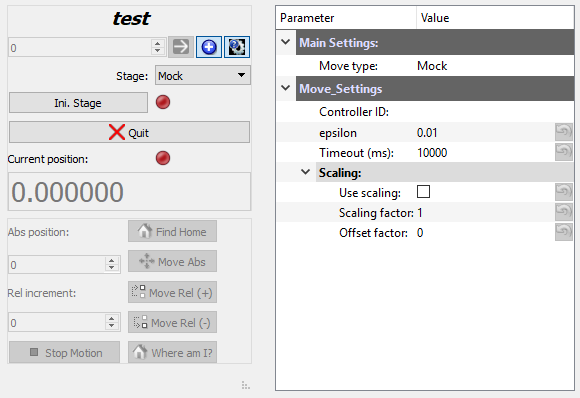 test
0
Stage: Mock
Ini. Stage
Quit
Current position:
0.000000
Abs position: Find Home
0 Move Abs
Rel increment: Move Rel (+)
0 Move Rel (-)
Stop Motion Where am I?
Parameter Value
Main Settings:
Move type: Mock
Move_Settings
Controller ID:
epsilon 0.01
Timeout (ms): 10000
Scaling:
Use scaling:
Scaling factor: 1
Offset factor: 0